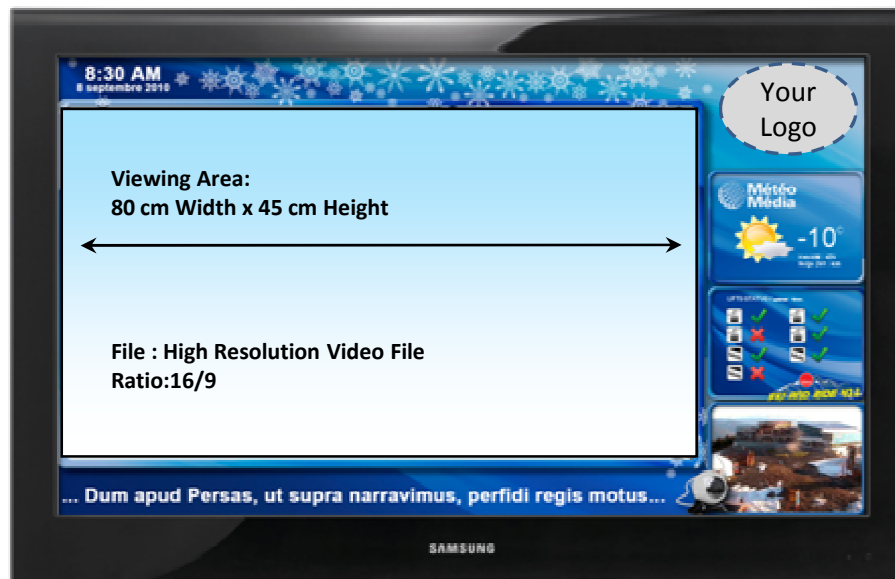 8:30 AM
8 septembre 2010
Your
Logo
Viewing Area:
80 cm Width x 45 cm Height
Météo
Média
-10°
File : High Resolution Video File
Ratio:16/9
... Dum apud Persas, ut supra narravimus, perfidi regis motus...
SAMSUNG